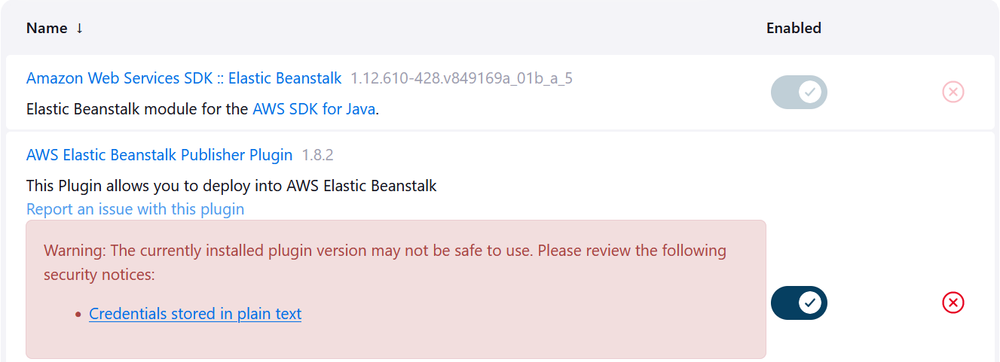 Name ↓ Enabled
Amazon Web Services SDK :: Elastic Beanstalk 1.12.610-428.v849169a_01b_a_5
Elastic Beanstalk module for the AWS SDK for Java.
AWS Elastic Beanstalk Publisher Plugin 1.8.2
This Plugin allows you to deploy into AWS Elastic Beanstalk
Report an issue with this plugin
Warning: The currently installed plugin version may not be safe to use. Please review the following
security notices:
• Credentials stored in plain text